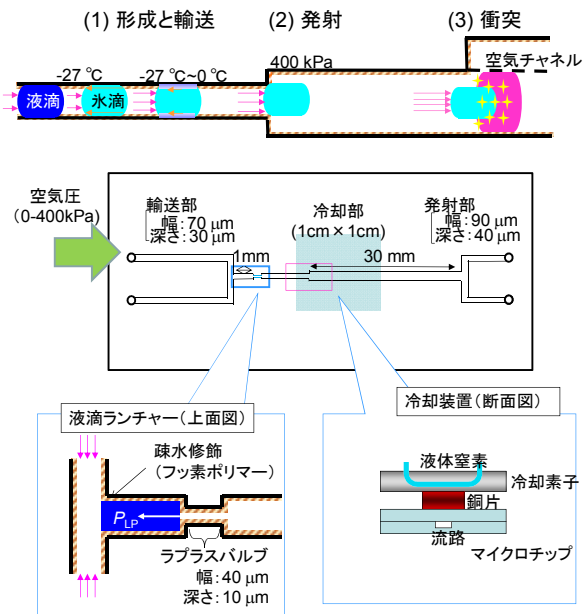 (1) 形成と輸送
(2) 発射
(3) 衝突
-27 ℃
-27 ℃~0 ℃
400 kPa
空気チャネル
液滴
氷滴
空気圧
(0-400kPa)
輸送部
幅: 70 μm
深さ: 30 μm
冷却部
(1cm×1cm)
発射部
幅: 90 μm
深さ: 40 μm
1mm
30 mm
液滴ランチャー(上面図)
疎水修飾
(フッ素ポリマー)
PLP
ラプラスバルブ
幅: 40 μm
深さ: 10 μm
冷却装置(断面図)
液体窒素
冷却素子
銅片
流路
マイクロチップ